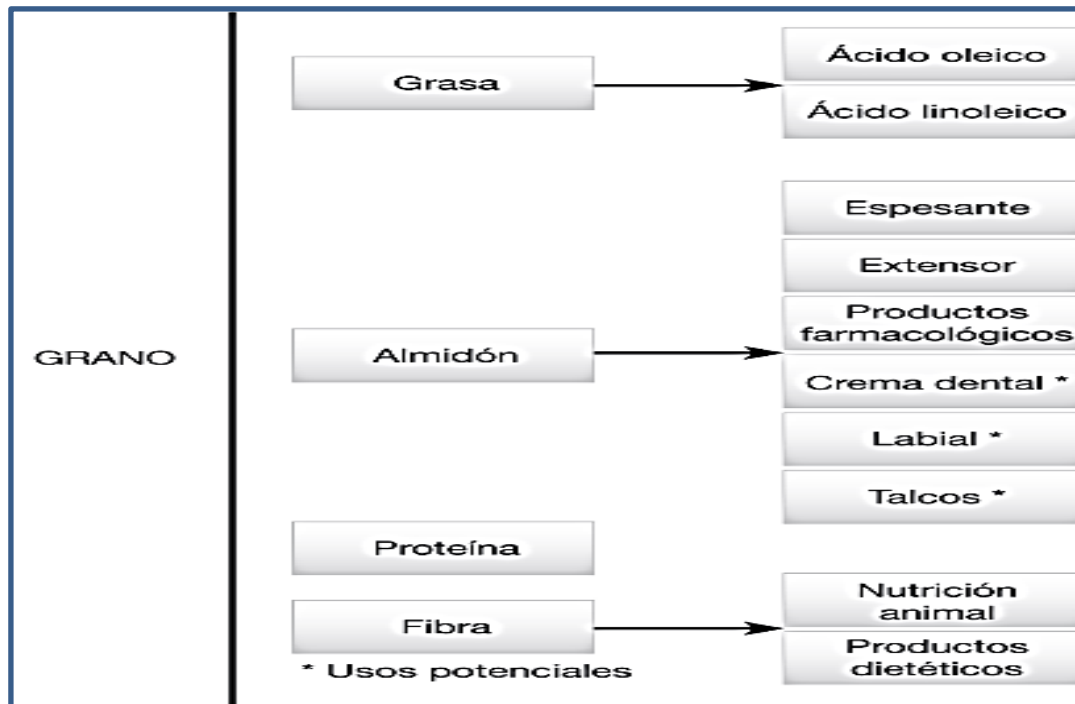 GRANO
Grasa
Ácido oleico
Ácido linoleico
Almidón
Espesante
Extensor
Productos
farmacológicos
Crema dental *
Labial *
Talcos *
Proteína
Fibra
Nutrición
animal
Productos
dietéticos
* Usos potenciales